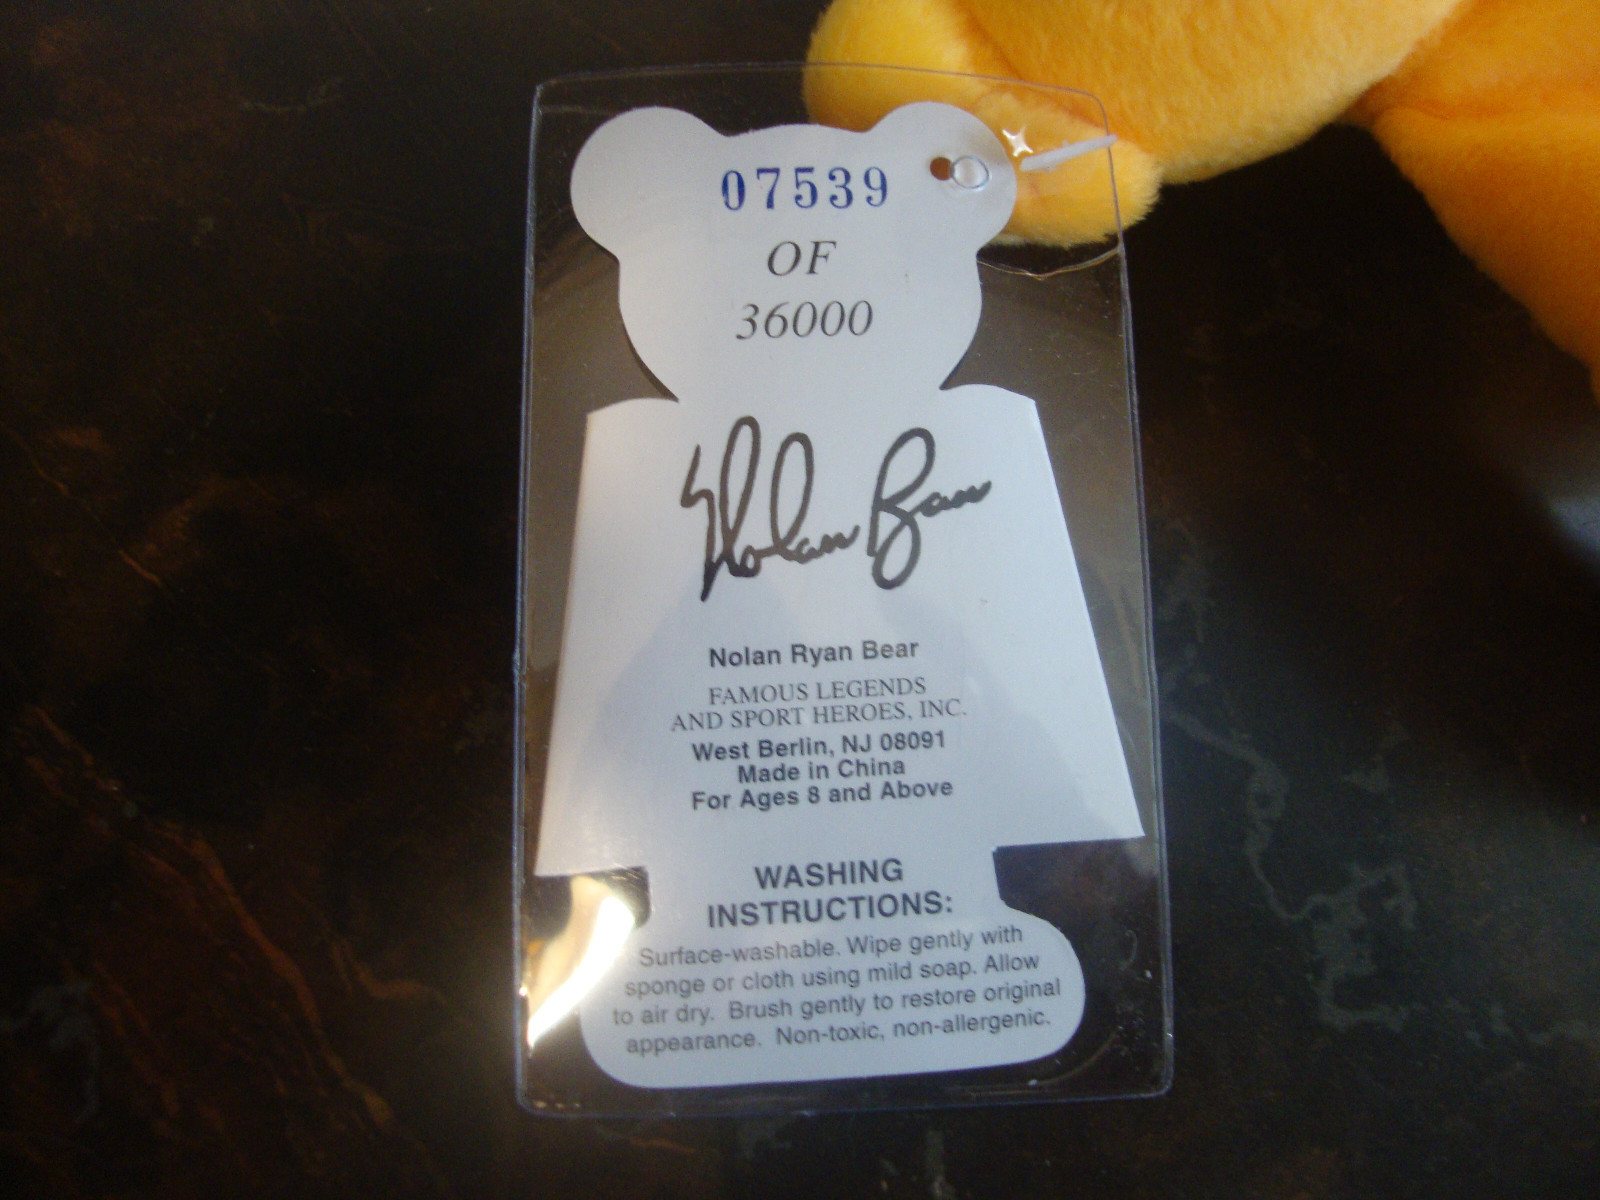 07539
OF
36000
Nolan Ryan
Nolan Ryan Bear
FAMOUS LEGENDS
AND SPORT HEROES, INC.
West Berlin, NJ 08091
Made in China
For Ages 8 and Above
WASHING
INSTRUCTIONS:
Surface-washable. Wipe gently with
sponge or cloth using mild soap. Allow
to air dry. Brush gently to restore original
appearance. Non-toxic, non-allergenic.